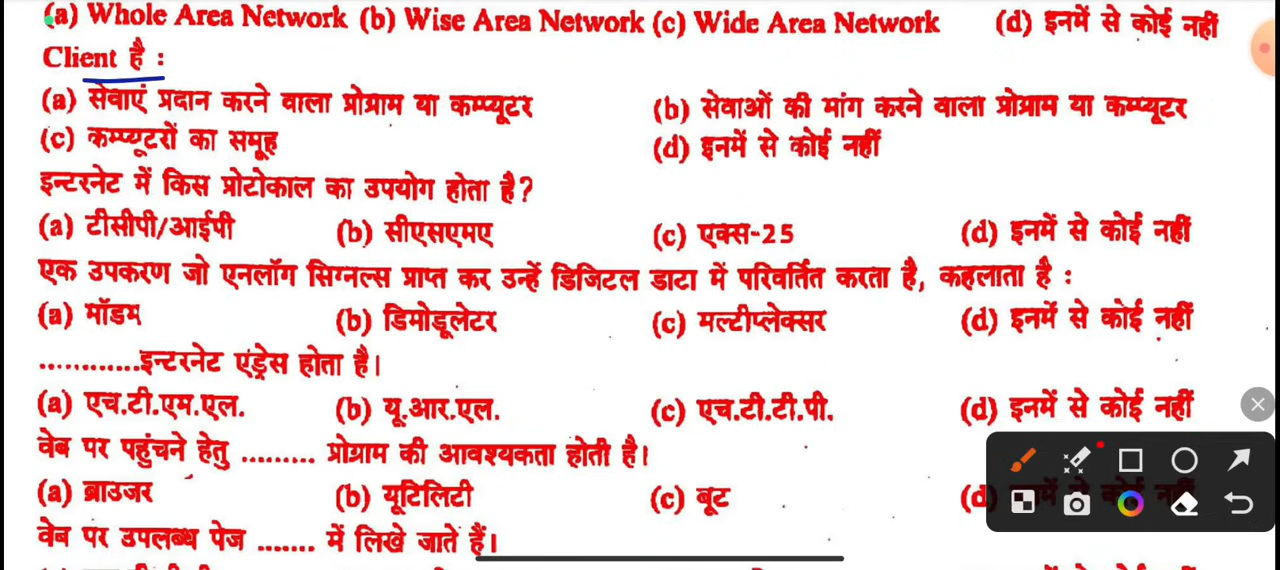 (a) Whole Area Network (b) Wise Area Network (c) Wide Area Network (d) इनमें से कोई नहीं
Client है :
(a) सेवाएं प्रदान करने वाला प्रोग्राम या कम्प्यूटर (b) सेवाओं की मांग करने वाला प्रोग्राम या कम्प्यूटर
(c) कम्प्यूटरों का समूह (d) इनमें से कोई नहीं
इन्टरनेट में किस प्रोटोकाल का उपयोग होता है?
(a) टीसीपी/आईपी (b) सीएसएमए (c) एक्स-25 (d) इनमें से कोई नहीं
एक उपकरण जो एनलॉग सिग्नल्स प्राप्त कर उन्हें डिजिटल डाटा में परिवर्तित करता है, कहलाता है :
(a) मॉडम (b) डिमोडूलेटर (c) मल्टीप्लेक्सर (d) इनमें से कोई नहीं
.............इन्टरनेट एंड्रेस होता है।
(a) एच.टी.एम.एल. (b) यू.आर.एल. (c) एच.टी.टी.पी. (d) इनमें से कोई नहीं
वेब पर पहुंचने हेतु ......... प्रोग्राम की आवश्यकता होती है।
(a) ब्राउजर (b) यूटिलिटी (c) बूट (d)
वेब पर उपलब्ध पेज ....... में लिखे जाते हैं।